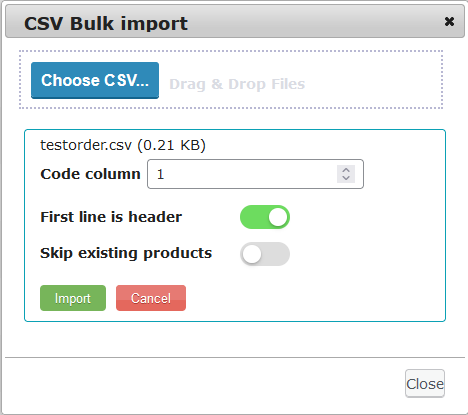 CSV Bulk import
Choose CSV...
Drag & Drop Files
testorder.csv (0.21 KB)
Code column 1
First line is header
Skip existing products
Import Cancel
Close